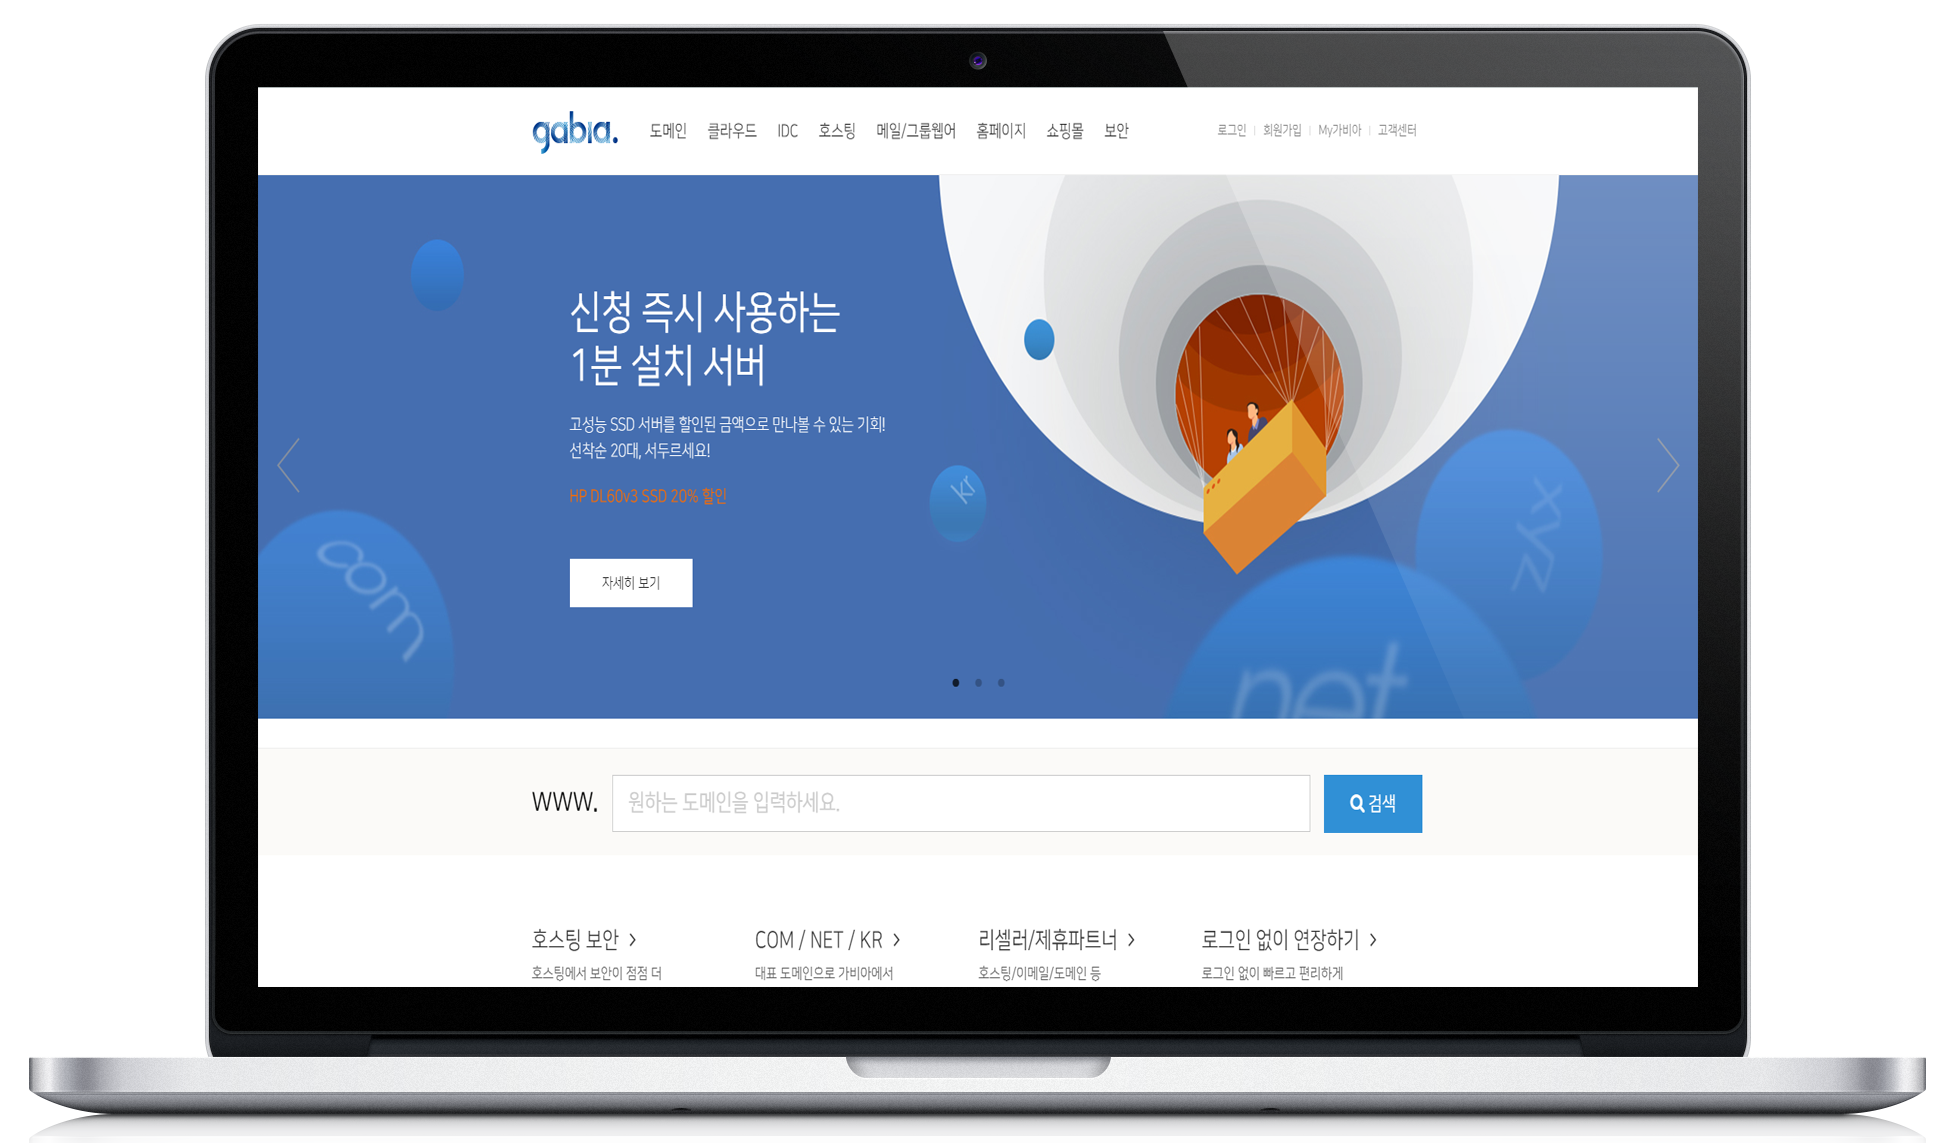 gabia.
도메인 클라우드 IDC 호스팅 메일/그룹웨어 홈페이지 쇼핑몰 보안
로그인 | 회원가입 | My가비아 | 고객센터
신청 즉시 사용하는
1분 설치 서버
고성능 SSD 서버를 할인된 금액으로 만나볼 수 있는 기회!
선착순 20대, 서두르세요!
HP DL60v3 SSD 20% 할인
자세히 보기
kr
com
xyz
net
WWW.
원하는 도메인을 입력하세요.
검색
호스팅 보안 >
호스팅에서 보안이 점점 더
COM / NET / KR >
대표 도메인으로 가비아에서
리셀러/제휴파트너 >
호스팅/이메일/도메인 등
로그인 없이 연장하기 >
로그인 없이 빠르고 편리하게